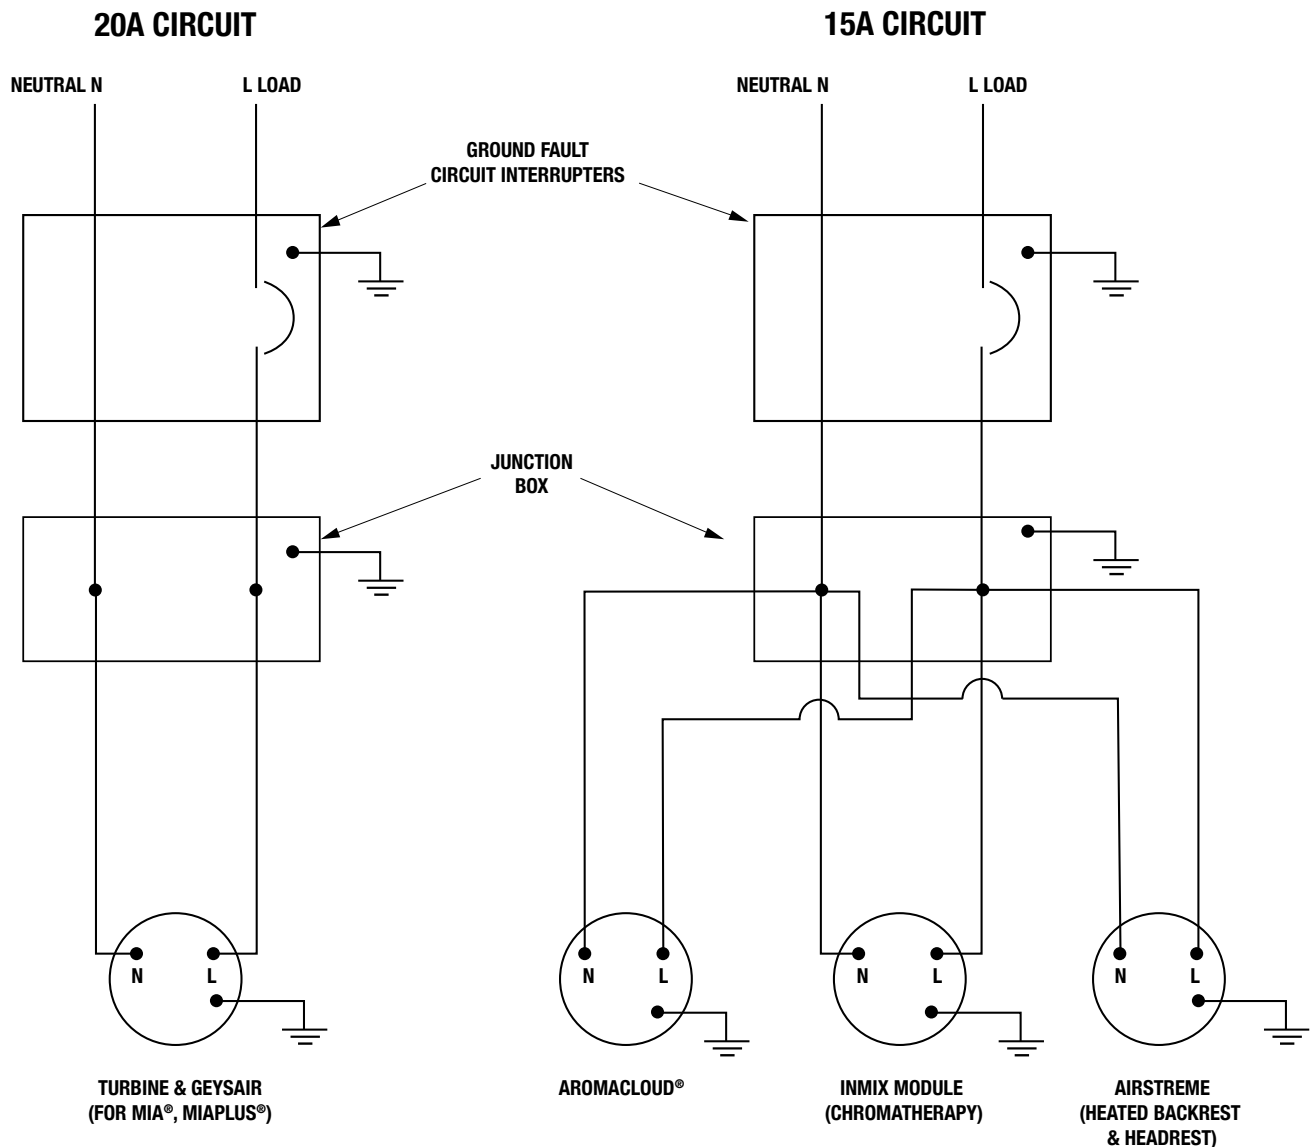 20A CIRCUIT
15A CIRCUIT
NEUTRAL N
L LOAD
NEUTRAL N
L LOAD
GROUND FAULT
CIRCUIT INTERRUPTERS
JUNCTION
BOX
N
L
N
L
N
L
N
L
TURBINE & GEYSAIR
(FOR MIA®, MIAPLUS®)
AROMACLOUD®
INMIX MODULE
(CHROMATHERAPY)
AIRSTREME
(HEATED BACKREST
& HEADREST)